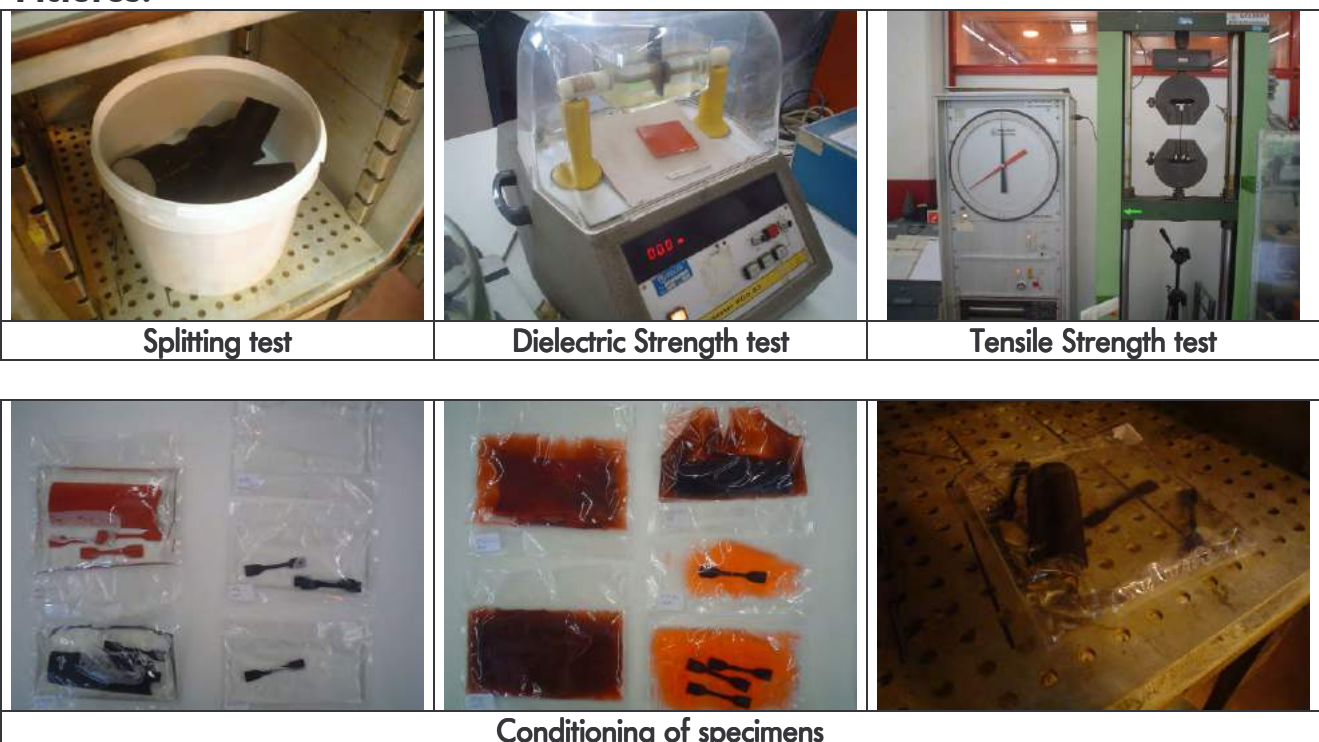 Pictures:
Splitting test
Dielectric Strength test
Tensile Strength test
Conditioning of specimens